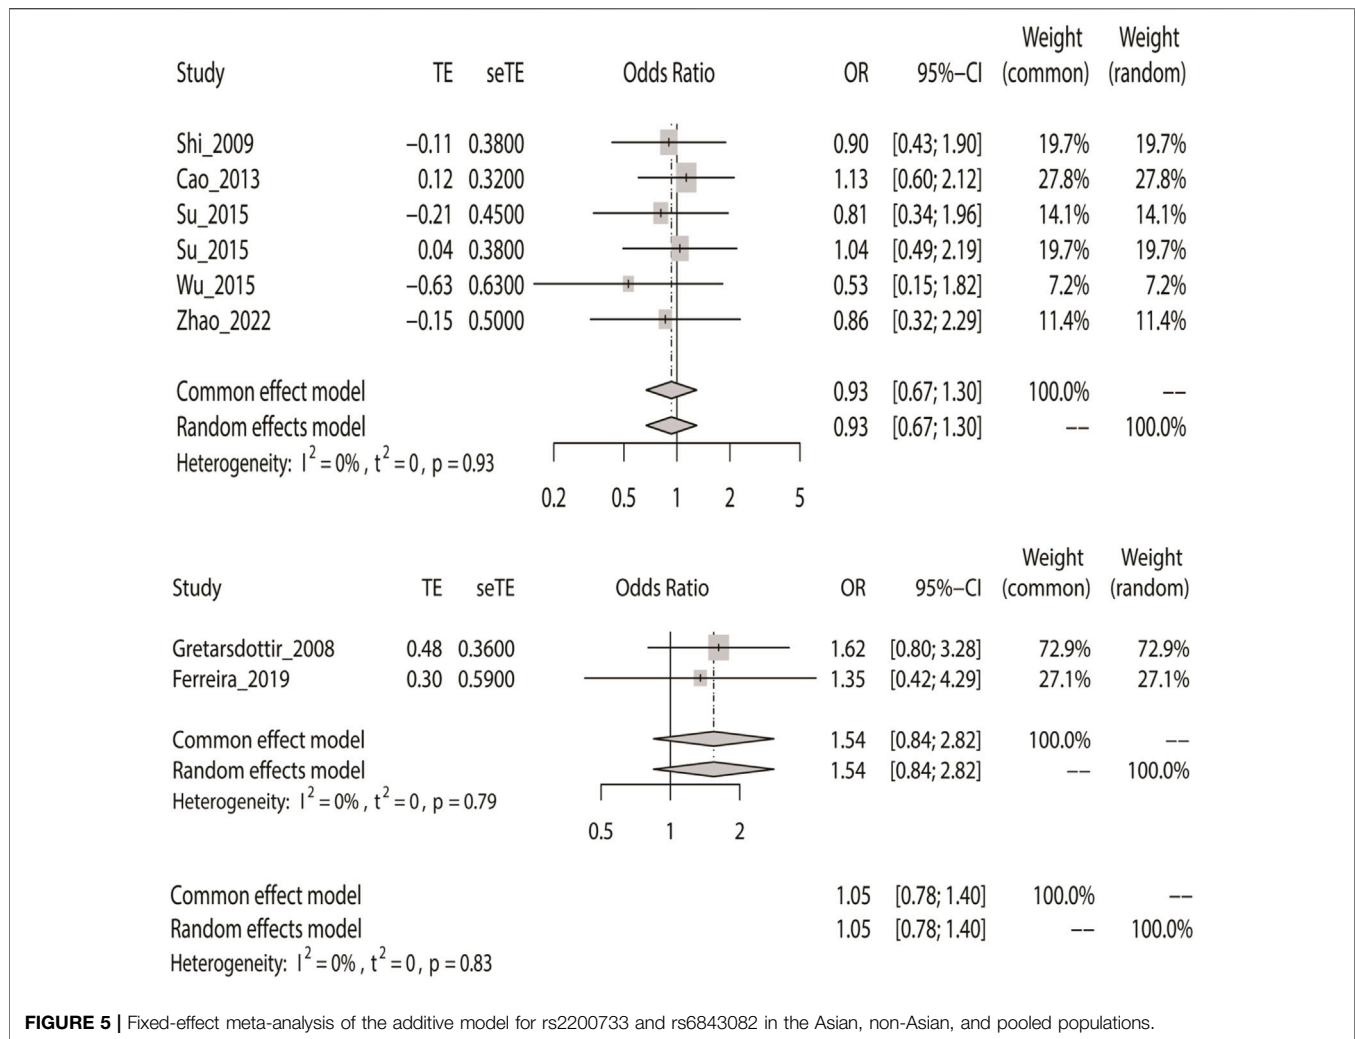 Weight Weight
Study TE seTE Odds Ratio OR 95%–CI (common) (random)
Shi_2009 −0.11 0.3800 0.90 [0.43; 1.90] 19.7% 19.7%
Cao_2013 0.12 0.3200 1.13 [0.60; 2.12] 27.8% 27.8%
Su_2015 −0.21 0.4500 0.81 [0.34; 1.96] 14.1% 14.1%
Su_2015 0.04 0.3800 1.04 [0.49; 2.19] 19.7% 19.7%
Wu_2015 −0.63 0.6300 0.53 [0.15; 1.82] 7.2% 7.2%
Zhao_2022 −0.15 0.5000 0.86 [0.32; 2.29] 11.4% 11.4%
Common effect model 0.93 [0.67; 1.30] 100.0% −−
Random effects model 0.93 [0.67; 1.30] −− 100.0%
Heterogeneity: I² = 0% , t² = 0 , p = 0.93
0.2 0.5 1 2 5
Weight Weight
Study TE seTE Odds Ratio OR 95%–CI (common) (random)
Gretarsdottir_2008 0.48 0.3600 1.62 [0.80; 3.28] 72.9% 72.9%
Ferreira_2019 0.30 0.5900 1.35 [0.42; 4.29] 27.1% 27.1%
Common effect model 1.54 [0.84; 2.82] 100.0% −−
Random effects model 1.54 [0.84; 2.82] −− 100.0%
Heterogeneity: I² = 0% , t² = 0 , p = 0.79
0.5 1 2
Common effect model 1.05 [0.78; 1.40] 100.0% −−
Random effects model 1.05 [0.78; 1.40] −− 100.0%
Heterogeneity: I² = 0% , t² = 0 , p = 0.83
FIGURE 5 | Fixed-effect meta-analysis of the additive model for rs2200733 and rs6843082 in the Asian, non-Asian, and pooled populations.